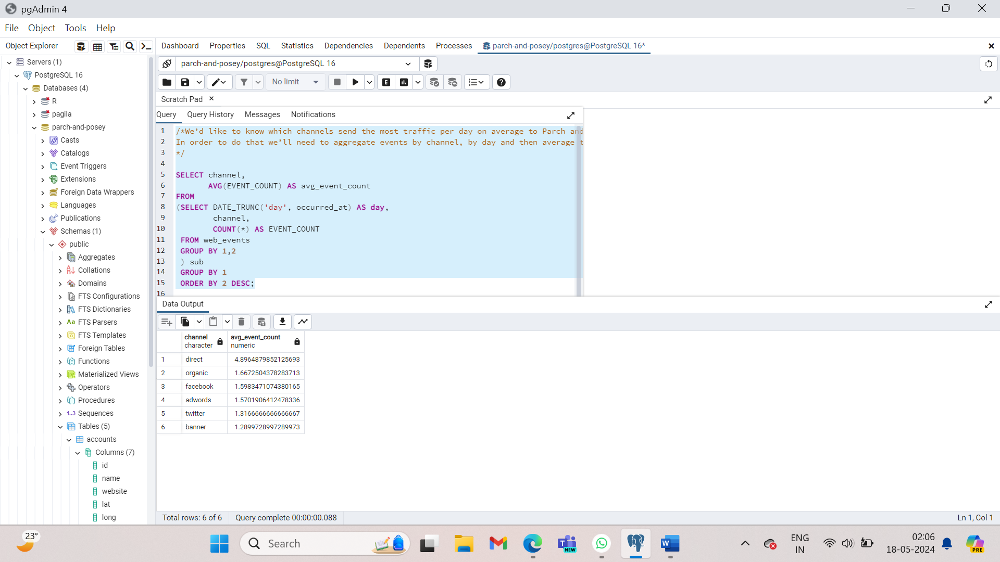 pgAdmin 4
File Object Tools Help
Object Explorer
Dashboard Properties SQL Statistics Dependencies Dependents Processes parch-and-posey/postgres@PostgreSQL 16*
Servers (1)
PostgreSQL 16
Databases (4)
R
pagila
parch-and-posey
Casts
Catalogs
Event Triggers
Extensions
Foreign Data Wrappers
Languages
Publications
Schemas (1)
public
Aggregates
Collations
Domains
FTS Configurations
FTS Dictionaries
Aa FTS Parsers
FTS Templates
Foreign Tables
Functions
Materialized Views
Operators
Procedures
1..3 Sequences
Tables (5)
accounts
Columns (7)
id
name
website
lat
long
parch-and-posey/postgres@PostgreSQL 16
No limit
E
Scratch Pad
Query Query History Messages Notifications
1 /*We’d like to know which channels send the most traffic per day on average to Parch and
2 In order to do that we’ll need to aggregate events by channel, by day and then average t
3 */
4
5 SELECT channel,
6 AVG(EVENT_COUNT) AS avg_event_count
7 FROM
8 (SELECT DATE_TRUNC('day', occurred_at) AS day,
9 channel,
10 COUNT(*) AS EVENT_COUNT
11 FROM web_events
12 GROUP BY 1,2
13 ) sub
14 GROUP BY 1
15 ORDER BY 2 DESC;
16
Data Output
channel avg_event_count
character numeric
1 direct 4.8964879852125693
2 organic 1.6672504378283713
3 facebook 1.5983471074380165
4 adwords 1.5701906412478336
5 twitter 1.3166666666666667
6 banner 1.2899728997289973
Total rows: 6 of 6 Query complete 00:00:00.088 Ln 1, Col 1
23°
Search
T NEW
W
ENG
IN
02:06
18-05-2024
PRE